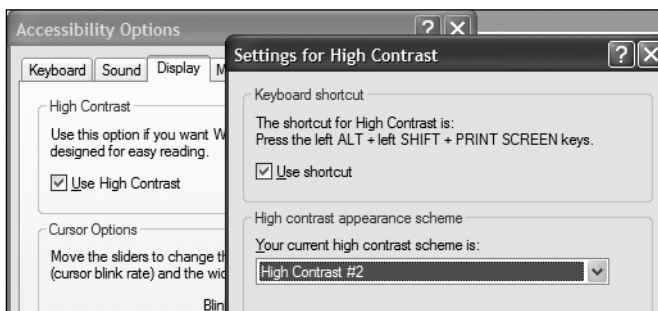 Accessibility Options
Keyboard Sound Display M
High Contrast
Use this option if you want W
designed for easy reading.
Use High Contrast
Cursor Options
Move the sliders to change th
(cursor blink rate) and the wid
Blin
Settings for High Contrast
Keyboard shortcut
The shortcut for High Contrast is:
Press the left ALT + left SHIFT + PRINT SCREEN keys.
Use shortcut
High contrast appearance scheme
Your current high contrast scheme is:
High Contrast #2